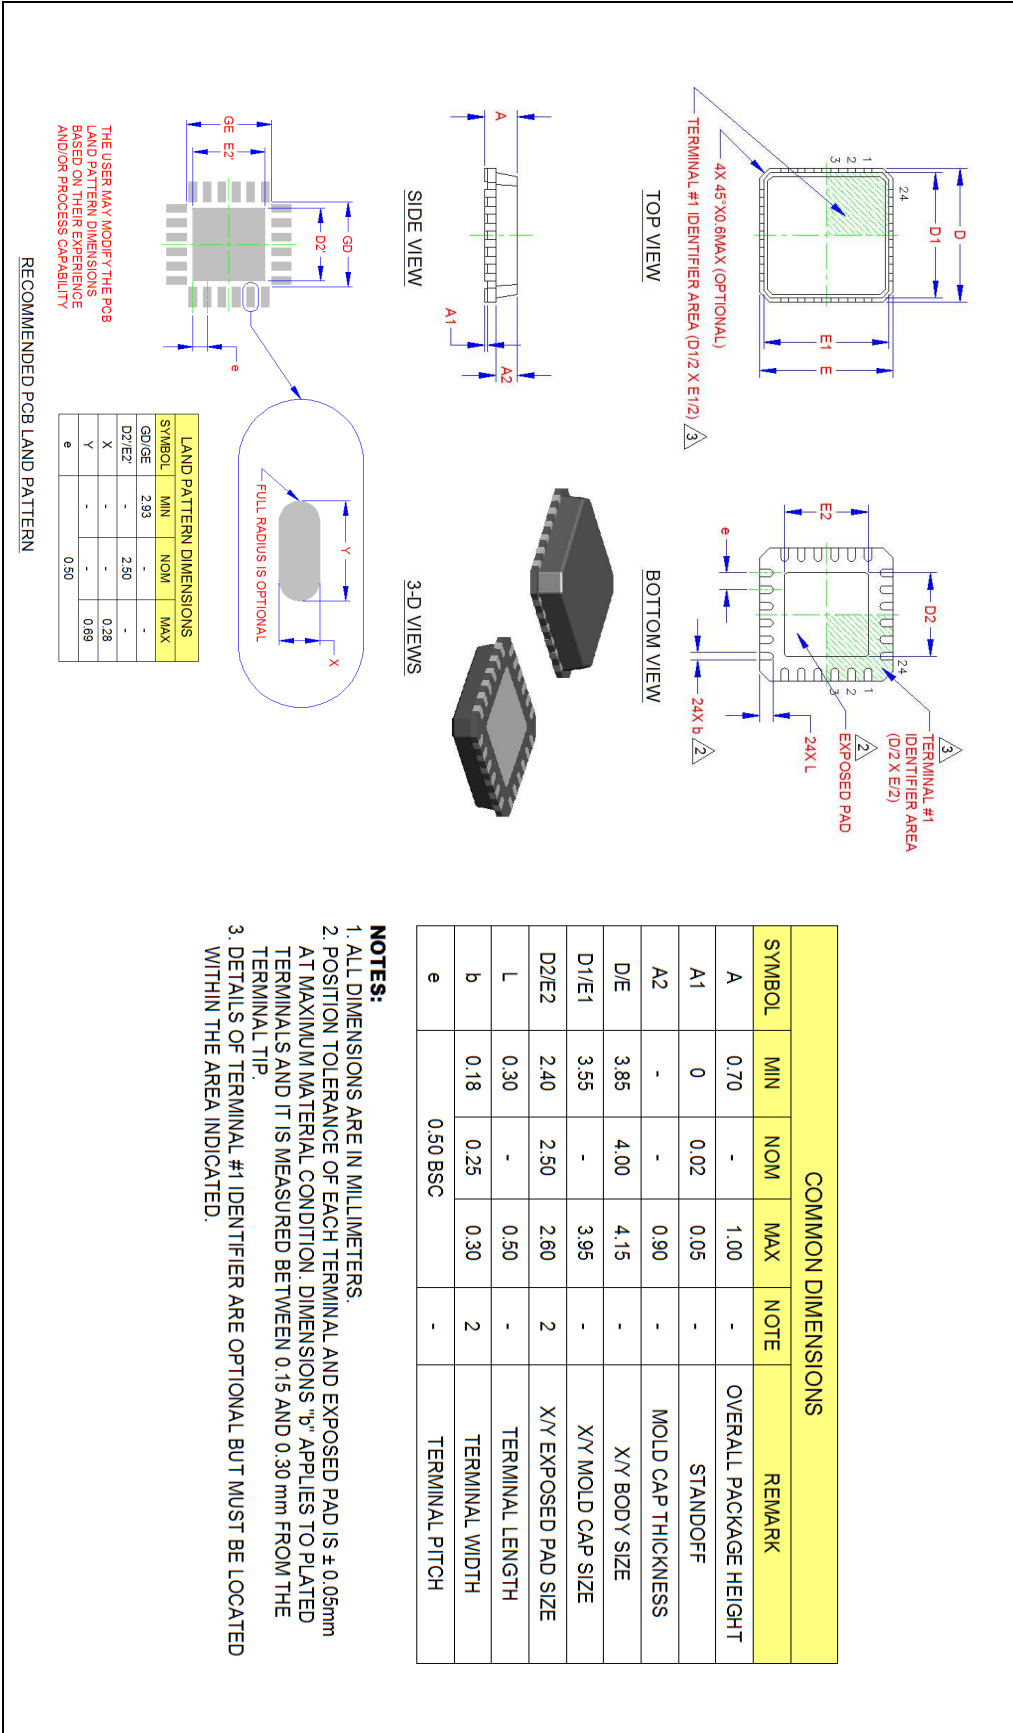 D
D1
24
1
2
3
E1
E
4X 45°X0.6MAX (OPTIONAL)
TERMINAL #1 IDENTIFIER AREA (D1/2 X E1/2) 3
TOP VIEW
D2
24
1
2
3
E2
e
3
TERMINAL #1
IDENTIFIER AREA
(D/2 X E/2)
2
EXPOSED PAD
24X L
24X b 2
BOTTOM VIEW
A
A1
A2
SIDE VIEW
3-D VIEWS
GE
E2'
D2'
GD
e
Y
X
FULL RADIUS IS OPTIONAL
THE USER MAY MODIFY THE PCB
LAND PATTERN DIMENSIONS
BASED ON THEIR EXPERIENCE
AND/OR PROCESS CAPABILITY
LAND PATTERN DIMENSIONS
SYMBOL MIN NOM MAX
GD/GE 2.93 - -
D2'/E2' - 2.50 -
X - - 0.28
Y - - 0.69
e 0.50
RECOMMENDED PCB LAND PATTERN
COMMON DIMENSIONS
SYMBOL MIN NOM MAX NOTE REMARK
A 0.70 - 1.00 - OVERALL PACKAGE HEIGHT
A1 0 0.02 0.05 - STANDOFF
A2 - - 0.90 - MOLD CAP THICKNESS
D/E 3.85 4.00 4.15 - X/Y BODY SIZE
D1/E1 3.55 - 3.95 - X/Y MOLD CAP SIZE
D2/E2 2.40 2.50 2.60 2 X/Y EXPOSED PAD SIZE
L 0.30 - 0.50 - TERMINAL LENGTH
b 0.18 0.25 0.30 2 TERMINAL WIDTH
e 0.50 BSC - TERMINAL PITCH
NOTES:
1. ALL DIMENSIONS ARE IN MILLIMETERS.
2. POSITION TOLERANCE OF EACH TERMINAL AND EXPOSED PAD IS ± 0.05mm
AT MAXIMUM MATERIAL CONDITION. DIMENSIONS "b" APPLIES TO PLATED
TERMINALS AND IT IS MEASURED BETWEEN 0.15 AND 0.30 mm FROM THE
TERMINAL TIP.
3. DETAILS OF TERMINAL #1 IDENTIFIER ARE OPTIONAL BUT MUST BE LOCATED
WITHIN THE AREA INDICATED.